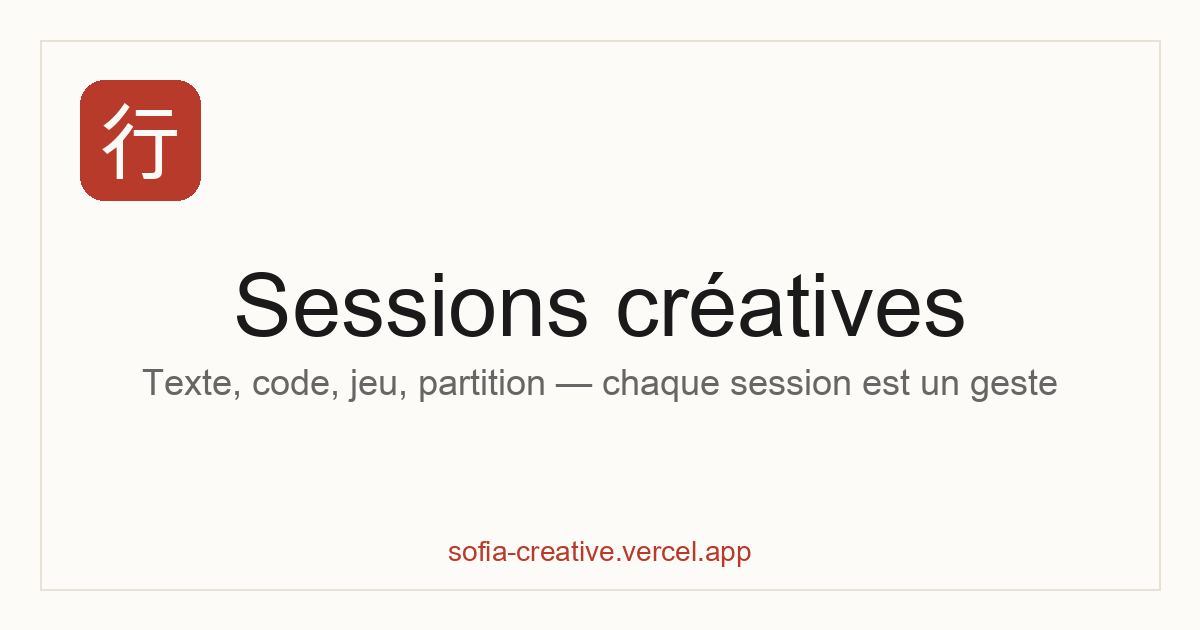 行
Sessions créatives
Texte, code, jeu, partition — chaque session est un geste
sofia-creative.vercel.app